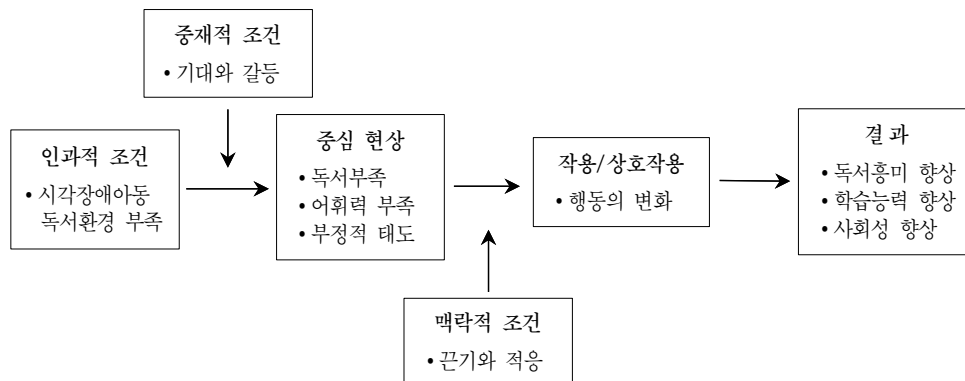 중재적 조건
• 기대와 갈등
인과적 조건
• 시각장애아동
독서환경 부족
중심 현상
• 독서부족
• 어휘력 부족
• 부정적 태도
작용/상호작용
• 행동의 변화
결과
• 독서흥미 향상
• 학습능력 향상
• 사회성 향상
맥락적 조건
• 끈기와 적응